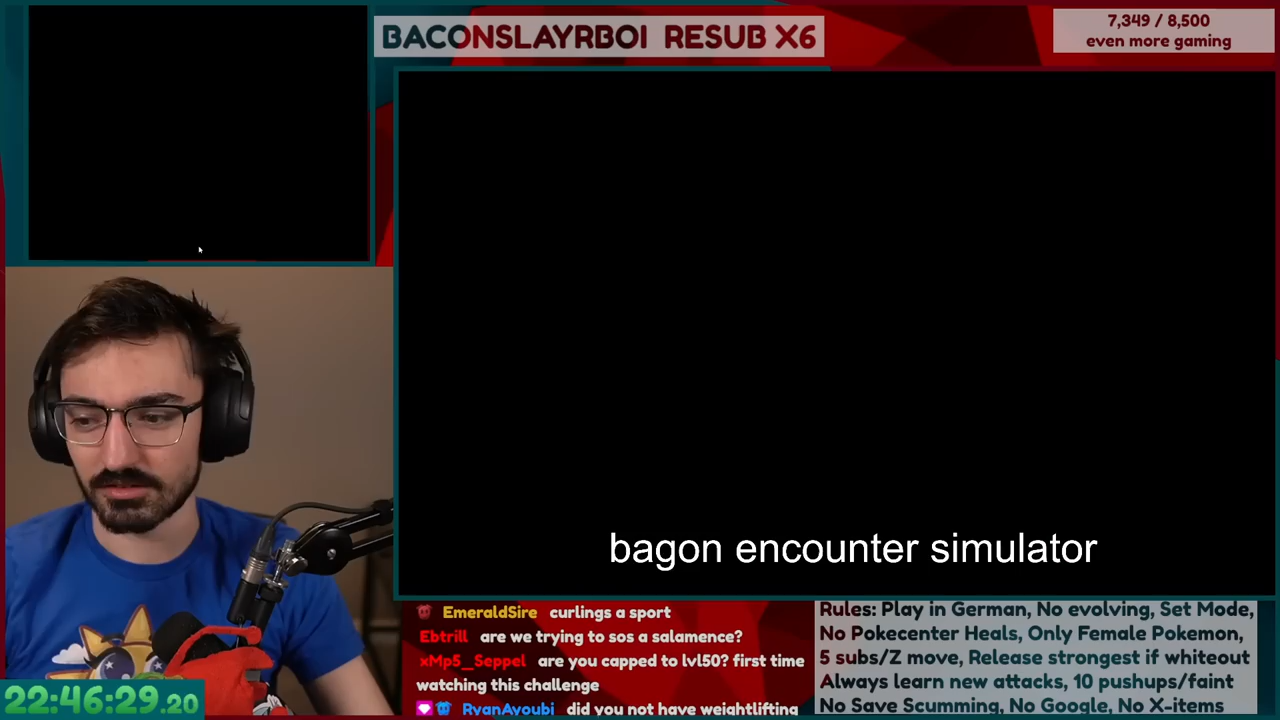 BACONSLAYRBOI RESUB X6
7,349 / 8,500
even more gaming
bagon encounter simulator
EmeraldSire curlings a sport
Ebtrill are we trying to sos a salamence?
xMp5__Seppel are you capped to lvl50? first time
watching this challenge
RyanAyoubi did you not have weightlifting
Rules: Play in German, No evolving, Set Mode,
No Pokecenter Heals, Only Female Pokemon,
5 subs/Z move, Release strongest if whiteout
Always learn new attacks, 10 pushups/faint
No Save Scumming, No Google, No X-items
22:46:29.20